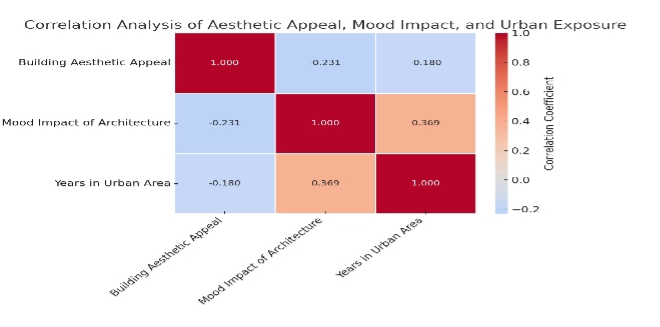 Correlation Analysis of Aesthetic Appeal, Mood Impact, and Urban Exposure
Building Aesthetic Appeal 1.000 0.231 0.180
Mood Impact of Architecture -0.231 1.000 0.369
Years in Urban Area -0.180 0.369 1.000
Building Aesthetic Appeal
Mood Impact of Architecture
Years in Urban Area
1.0
0.8
0.6
0.4
0.2
0.0
−0.2
Correlation Coefficient